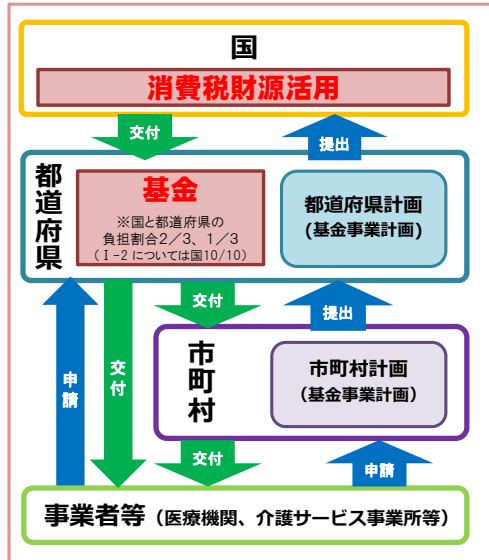 国
消費税財源活用
交付
提出
都道府県
基金
※国と都道府県の
負担割合2／3、1／3
（Ⅰ-2 については国10/10）
都道府県計画
(基金事業計画)
交付
提出
申請
交付
市町村
市町村計画
（基金事業計画）
交付
申請
事業者等（医療機関、介護サービス事業所等）